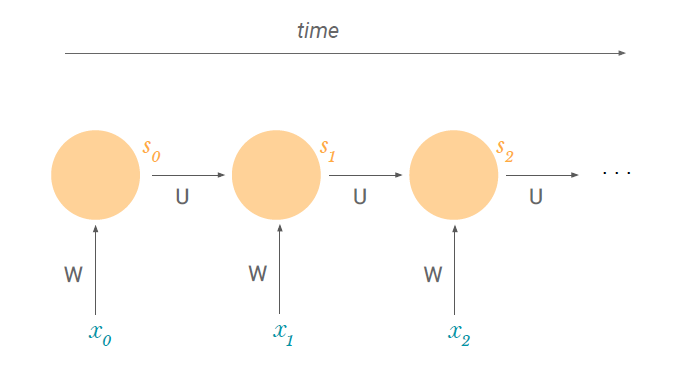 time
s₀ s₁ s₂
U U U . . .
W W W
x₀ x₁ x₂